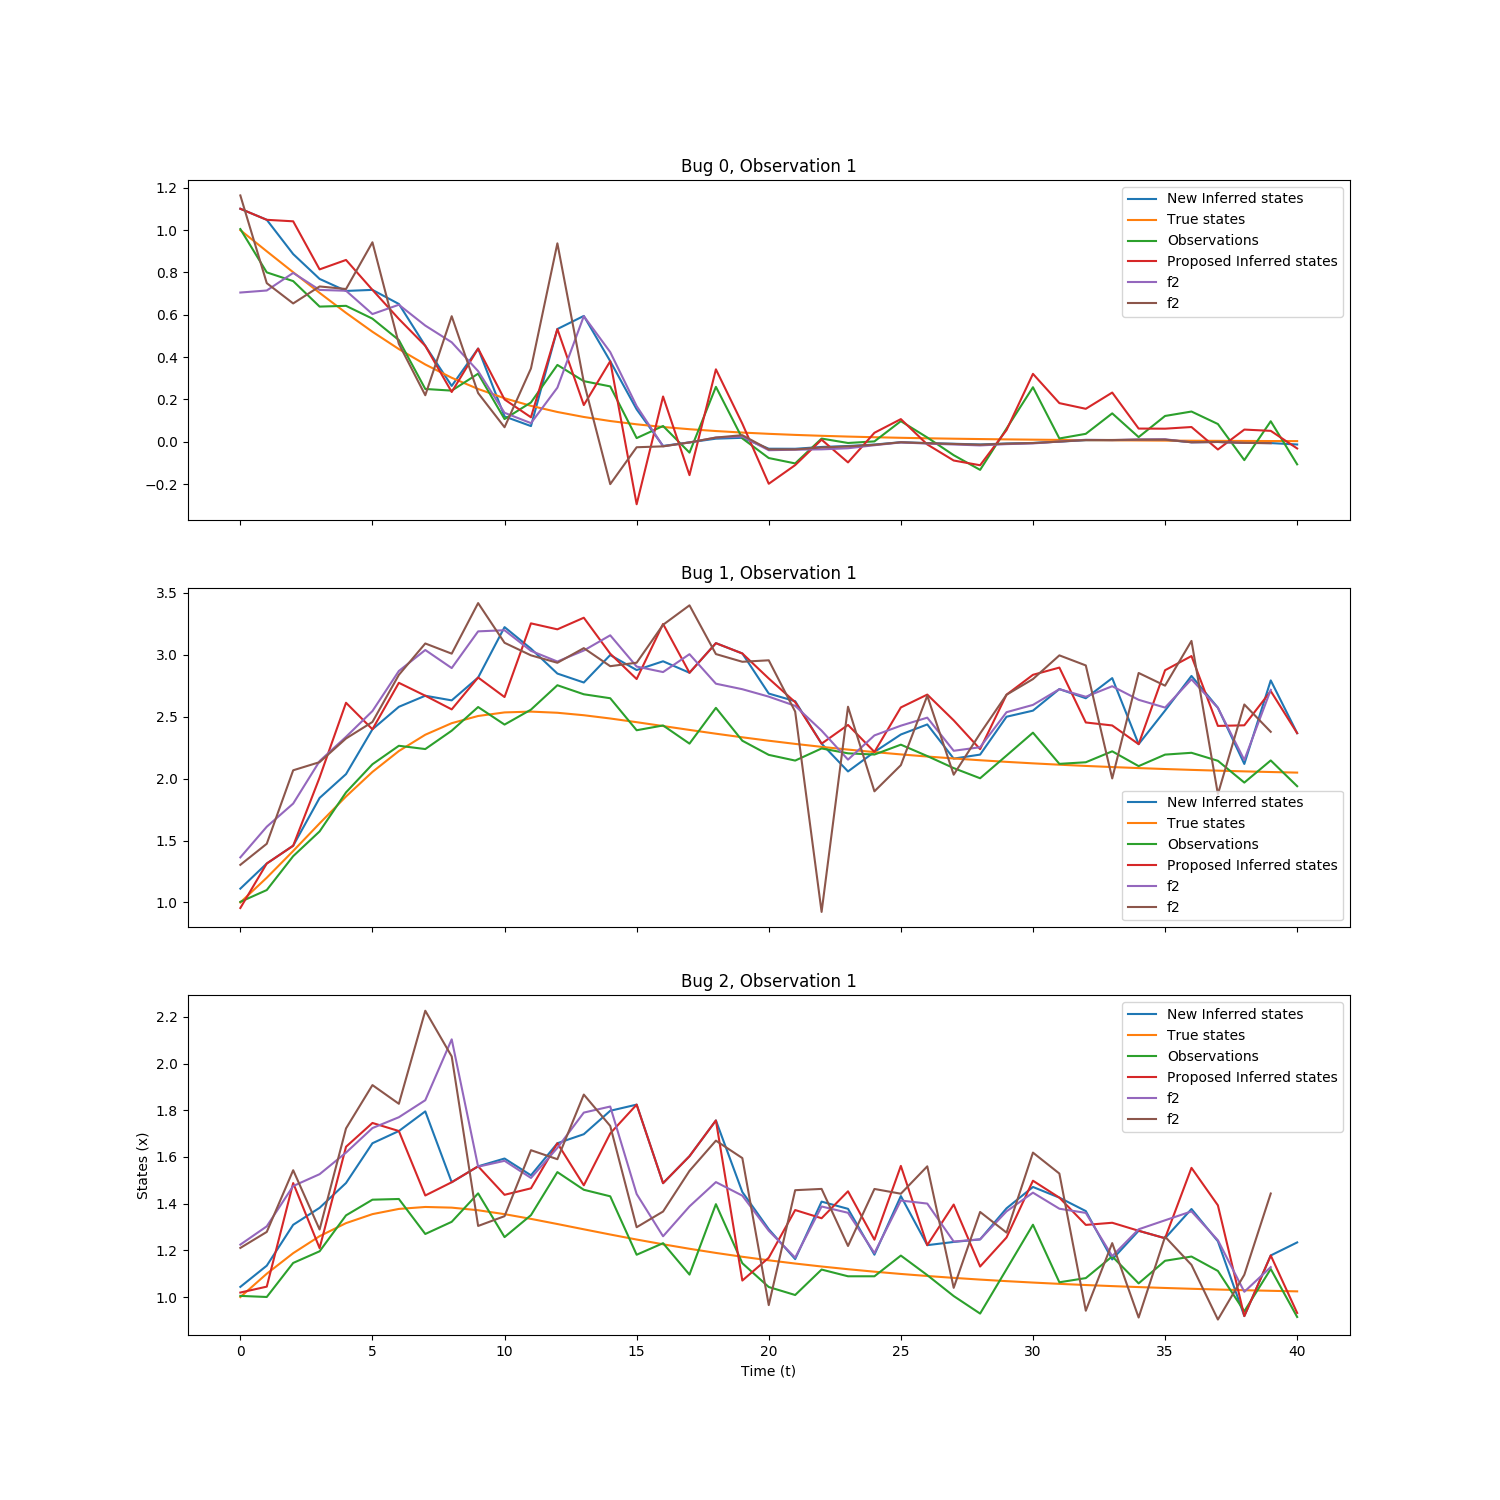 Bug 0, Observation 1
1.2
1.0
0.8
0.6
0.4
0.2
0.0
−0.2
New Inferred states
True states
Observations
Proposed Inferred states
f2
f2
Bug 1, Observation 1
3.5
3.0
2.5
2.0
1.5
1.0
New Inferred states
True states
Observations
Proposed Inferred states
f2
f2
Bug 2, Observation 1
States (x)
2.2
2.0
1.8
1.6
1.4
1.2
1.0
New Inferred states
True states
Observations
Proposed Inferred states
f2
f2
0 5 10 15 20 25 30 35 40
Time (t)